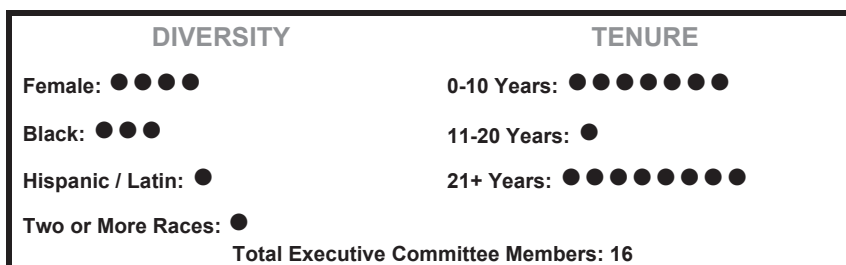 DIVERSITY TENURE
Female: ●●●● 0-10 Years: ●●●●●●●
Black: ●●● 11-20 Years: ●
Hispanic / Latin: ● 21+ Years: ●●●●●●●●
Two or More Races: ●
Total Executive Committee Members: 16